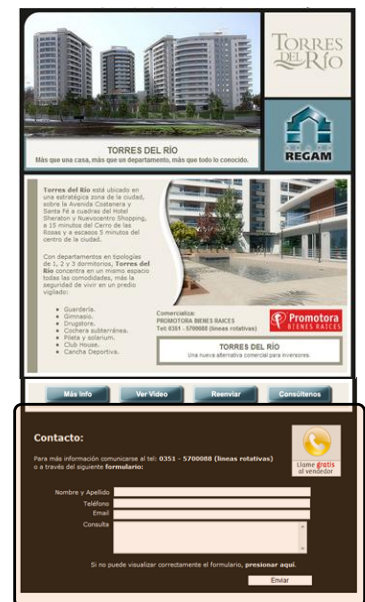 TORRES
DEL RÍO
TORRES DEL RÍO
Más que una casa, más que un departamento, más que todo lo conocido.
REGAM
Torres del Río está ubicado en
una estratégica zona de la ciudad,
sobre la Avenida Costanera y
Santa Fé a cuadras del Hotel
Sheraton y Nuevocentro Shopping,
a 15 minutos del Cerro de las
Rosas y a escasos 5 minutos del
centro de la ciudad.
Con departamentos en tipologías
de 1, 2 y 3 dormitorios, Torres del
Río concentra en un mismo espacio
todas las comodidades, más la
seguridad de vivir en un predio
vigilado:
Guardería.
Gimnasio.
Drugstore.
Cochera subterránea.
Pileta y solarium.
Club House.
Cancha Deportiva.
Comercializa:
PROMOTORA BIENES RAICES
Tel: 0351 - 5700088 (líneas rotativas)
Promotora
BIENES RAICES
TORRES DEL RÍO
Una nueva alternativa comercial para inversores.
Más Info
Ver Video
Reenviar
Consúltenos
Contacto:
Para más información comunicarse al tel: 0351 - 5700088 (líneas rotativas)
o a través del siguiente formulario:
Llame gratis
al vendedor
Nombre y Apellido
Teléfono
Email
Consulta
Si no puede visualizar correctamente el formulario, presionar aquí.
Enviar